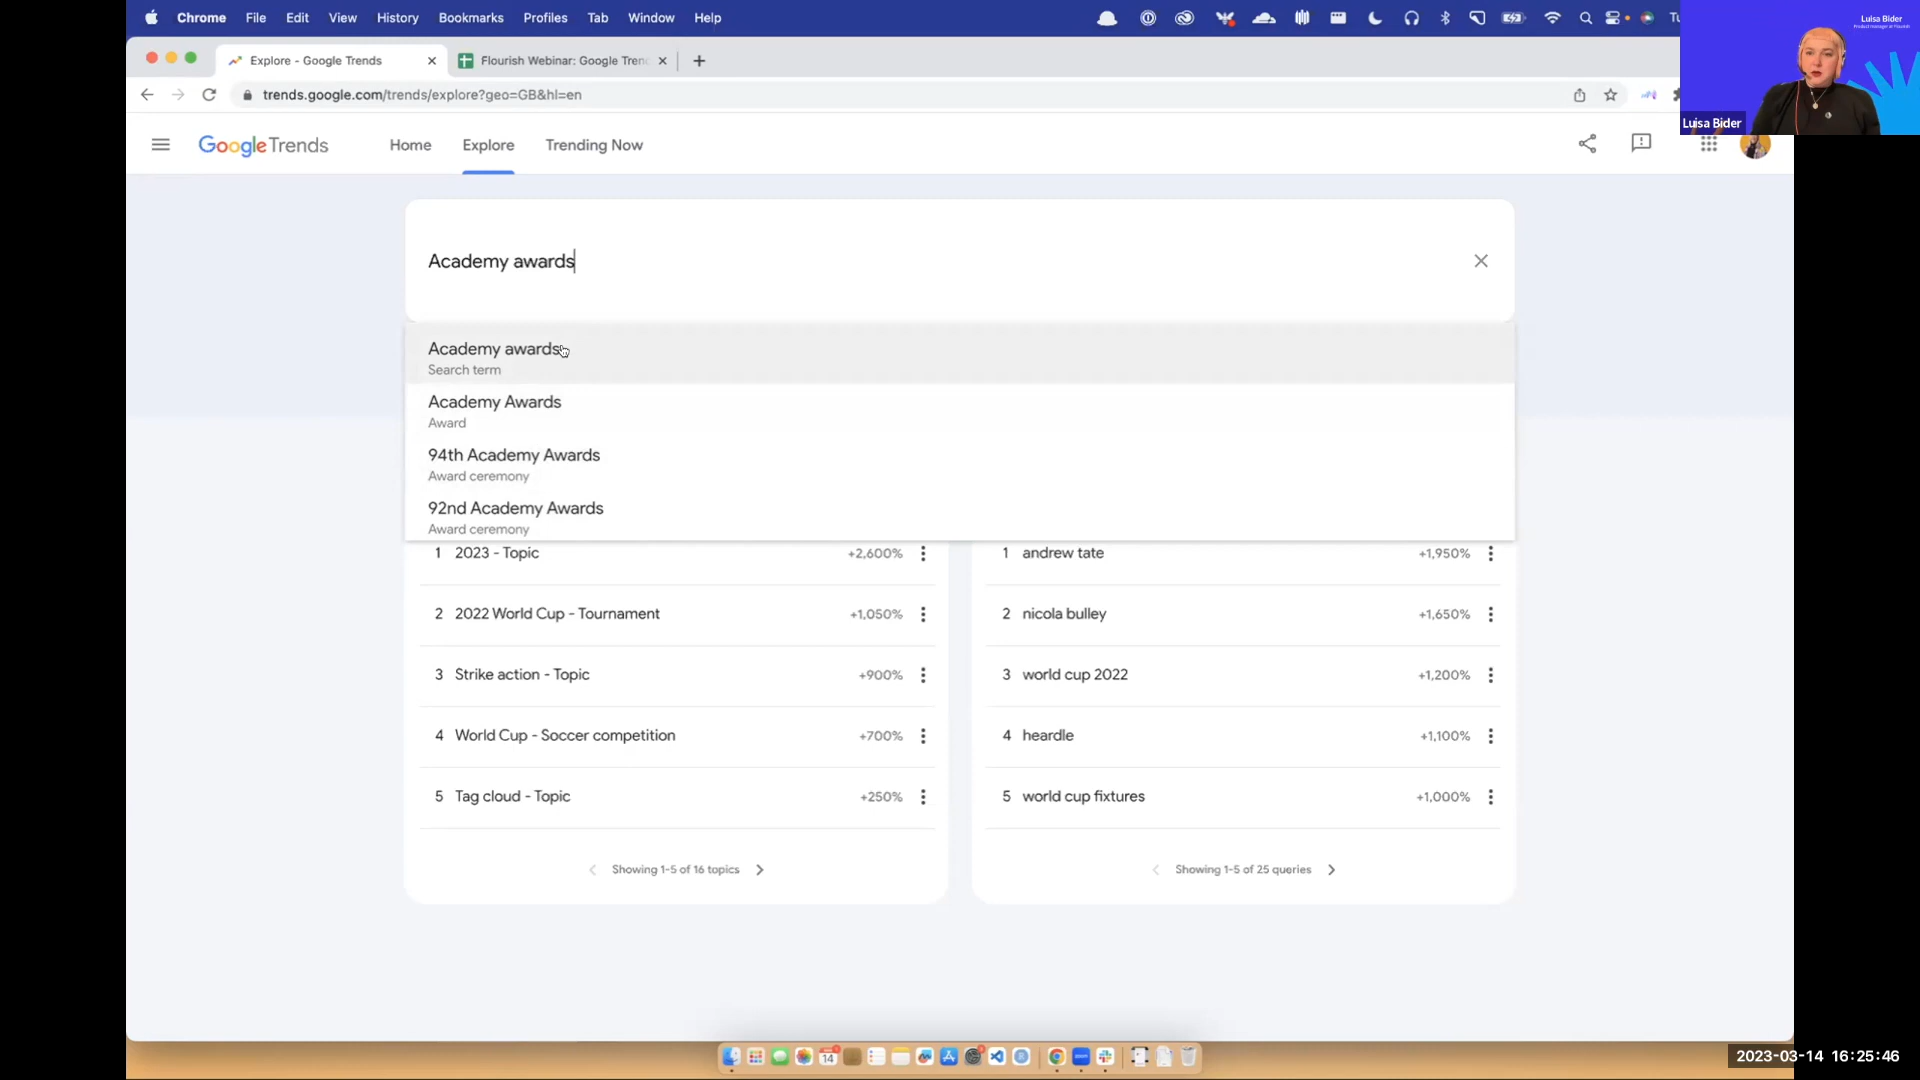 Chrome File Edit View History Bookmarks Profiles Tab Window Help
Luisa Bider
Luisa Bider
Explore - Google Trends
Flourish Webinar: Google Tren
trends.google.com/trends/explore?geo=GB&hl=en
Google Trends Home Explore Trending Now
Academy awards
Academy awards
Search term
Academy Awards
Award
94th Academy Awards
Award ceremony
92nd Academy Awards
Award ceremony
1 2023 - Topic +2,600%
2 2022 World Cup - Tournament +1,050%
3 Strike action - Topic +900%
4 World Cup - Soccer competition +700%
5 Tag cloud - Topic +250%
Showing 1-5 of 16 topics
1 andrew tate +1,950%
2 nicola bulley +1,650%
3 world cup 2022 +1,200%
4 heardle +1,100%
5 world cup fixtures +1,000%
Showing 1-5 of 25 queries
14
2023-03-14 16:25:46